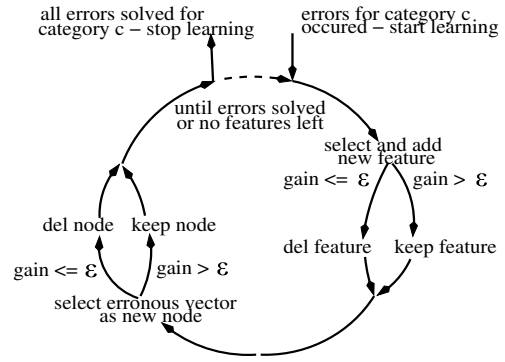 all errors solved for
category c − stop learning
errors for category c
occured − start learning
until errors solved
or no features left
select and add
new feature
gain <= ε
gain > ε
del feature
keep feature
del node
keep node
gain <= ε
gain > ε
select erronous vector
as new node